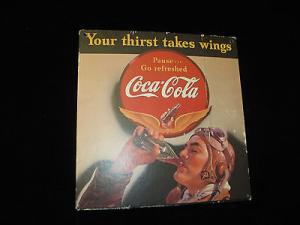 Your thirst takes wings
Pause...
Go refreshed
Coca-Cola